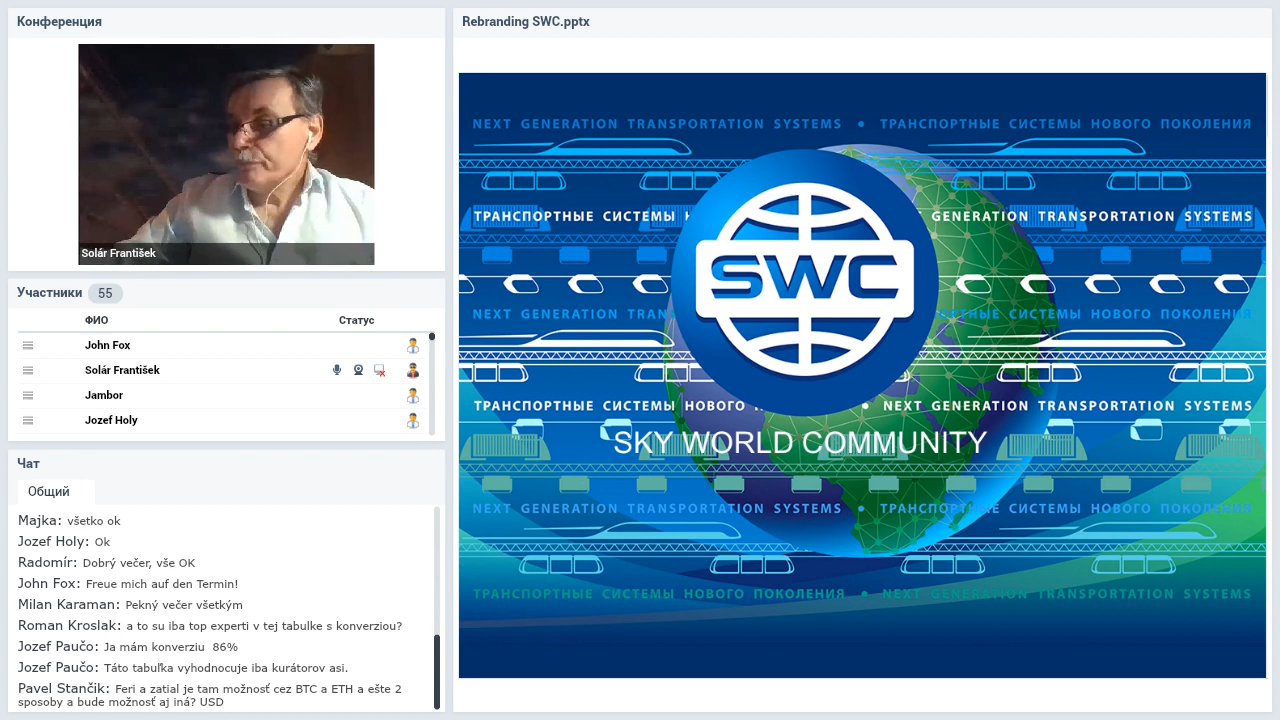 Конференция
Solár František
Участники 55
ФИО Статус
John Fox
Solár František
Jambor
Jozef Holy
Чат
Общий
Majka: všetko ok
Jozef Holy: Ok
Radomír: Dobrý večer, vše OK
John Fox: Freue mich auf den Termin!
Milan Karaman: Pekný večer všetkým
Roman Kroslak: a to su iba top experti v tej tabulke s konverziou?
Jozef Paučo: Ja mám konverziu 86%
Jozef Paučo: Táto tabuľka vyhodnocuje iba kurátorov asi.
Pavel Stančik: Feri a zatial je tam možnosť cez BTC a ETH a ešte 2
sposoby a bude možnosť aj iná? USD
Rebranding SWC.pptx
NEXT GENERATION TRANSPORTATION SYSTEMS • ТРАНСПОРТНЫЕ СИСТЕМЫ НОВОГО ПОКОЛЕНИЯ
ТРАНСПОРТНЫЕ СИСТЕМЫ GENERATION TRANSPORTATION SYSTEMS
SWC
NEXT GENERATION СИСТЕМЫ НОВОГО ПОКОЛЕНИЯ
ТРАНСПОРТНЫЕ СИСТЕМЫ НОВОГО • NEXT GENERATION TRANSPORTATION SYSTEMS
SKY WORLD COMMUNITY
NEXT GENERATION TRANSPORTATION SYSTEMS • ТРАНСПОРТНЫЕ СИСТЕМЫ НОВОГО ПОКОЛЕНИЯ
ТРАНСПОРТНЫЕ СИСТЕМЫ НОВОГО ПОКОЛЕНИЯ • NEXT GENERATION TRANSPORTATION SYSTEMS